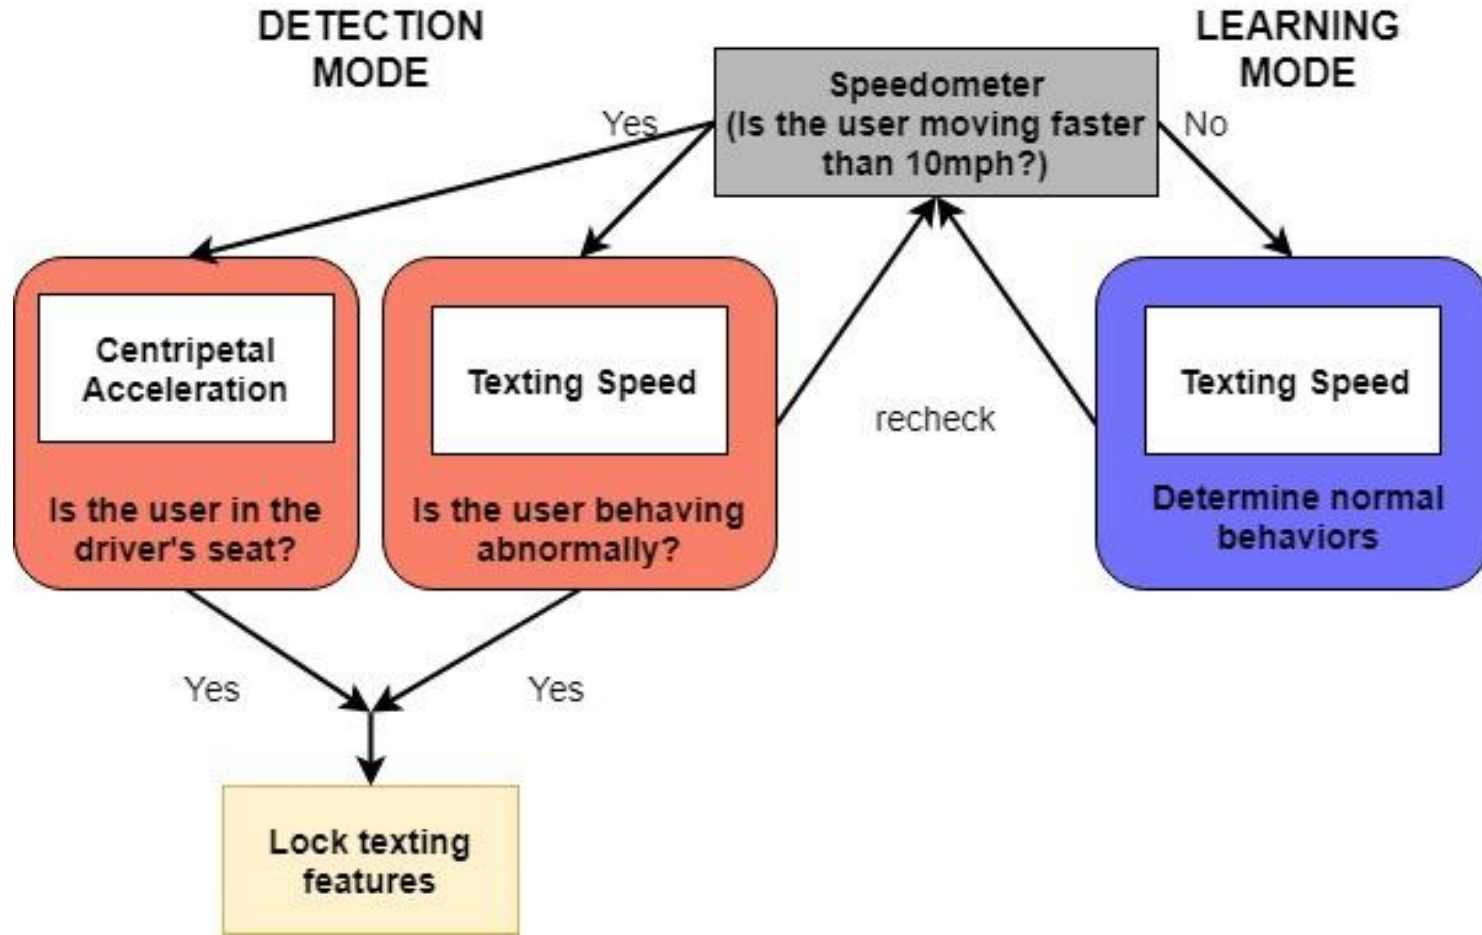 DETECTION
MODE
LEARNING
MODE
Speedometer
(Is the user moving faster
than 10mph?)
Yes
No
Centripetal
Acceleration
Is the user in the
driver's seat?
Texting Speed
Is the user behaving
abnormally?
recheck
Texting Speed
Determine normal
behaviors
Yes
Yes
Lock texting
features